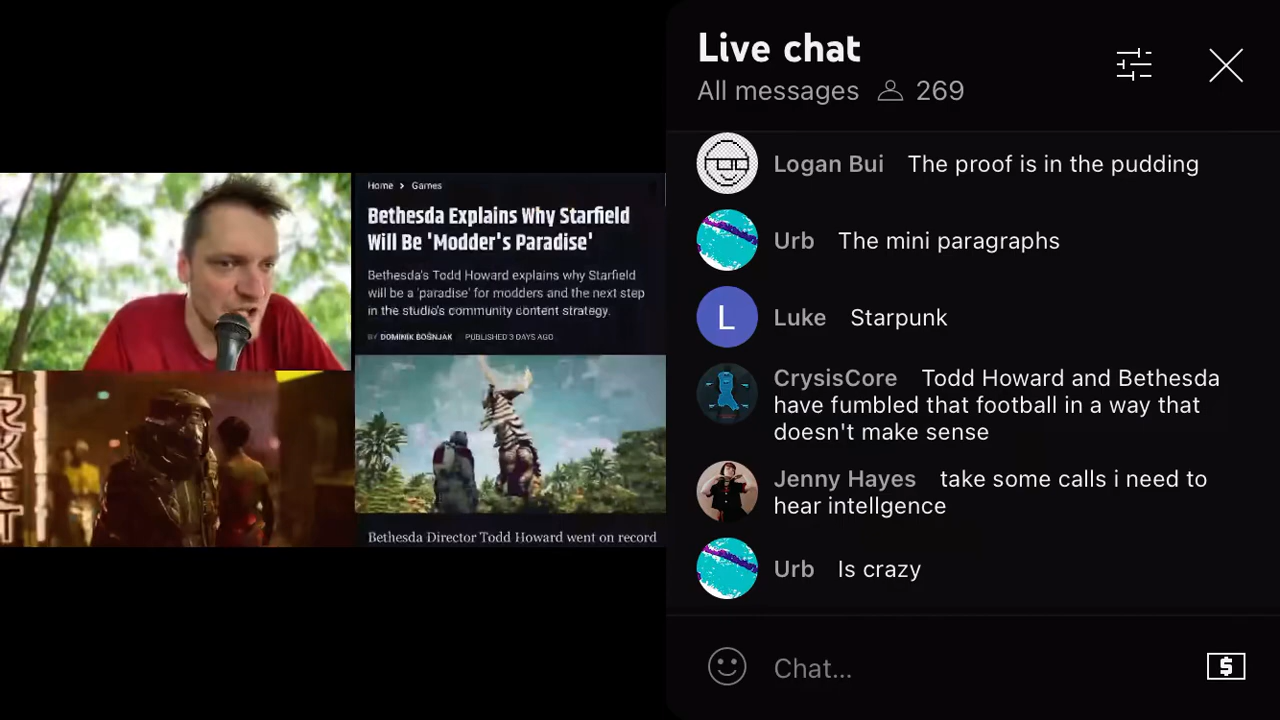 Home > Games
Bethesda Explains Why Starfield
Will Be 'Modder's Paradise'
Bethesda's Todd Howard explains why Starfield
will be a 'paradise' for modders and the next step
in the studio's community content strategy.
BY DOMINIK BOŠNJAK PUBLISHED 3 DAYS AGO
Bethesda Director Todd Howard went on record
RKET
Live chat
All messages 269
Logan Bui The proof is in the pudding
Urb The mini paragraphs
L
Luke Starpunk
CrysisCore Todd Howard and Bethesda
have fumbled that football in a way that
doesn't make sense
Jenny Hayes take some calls i need to
hear intellgence
Urb Is crazy
Chat...
$